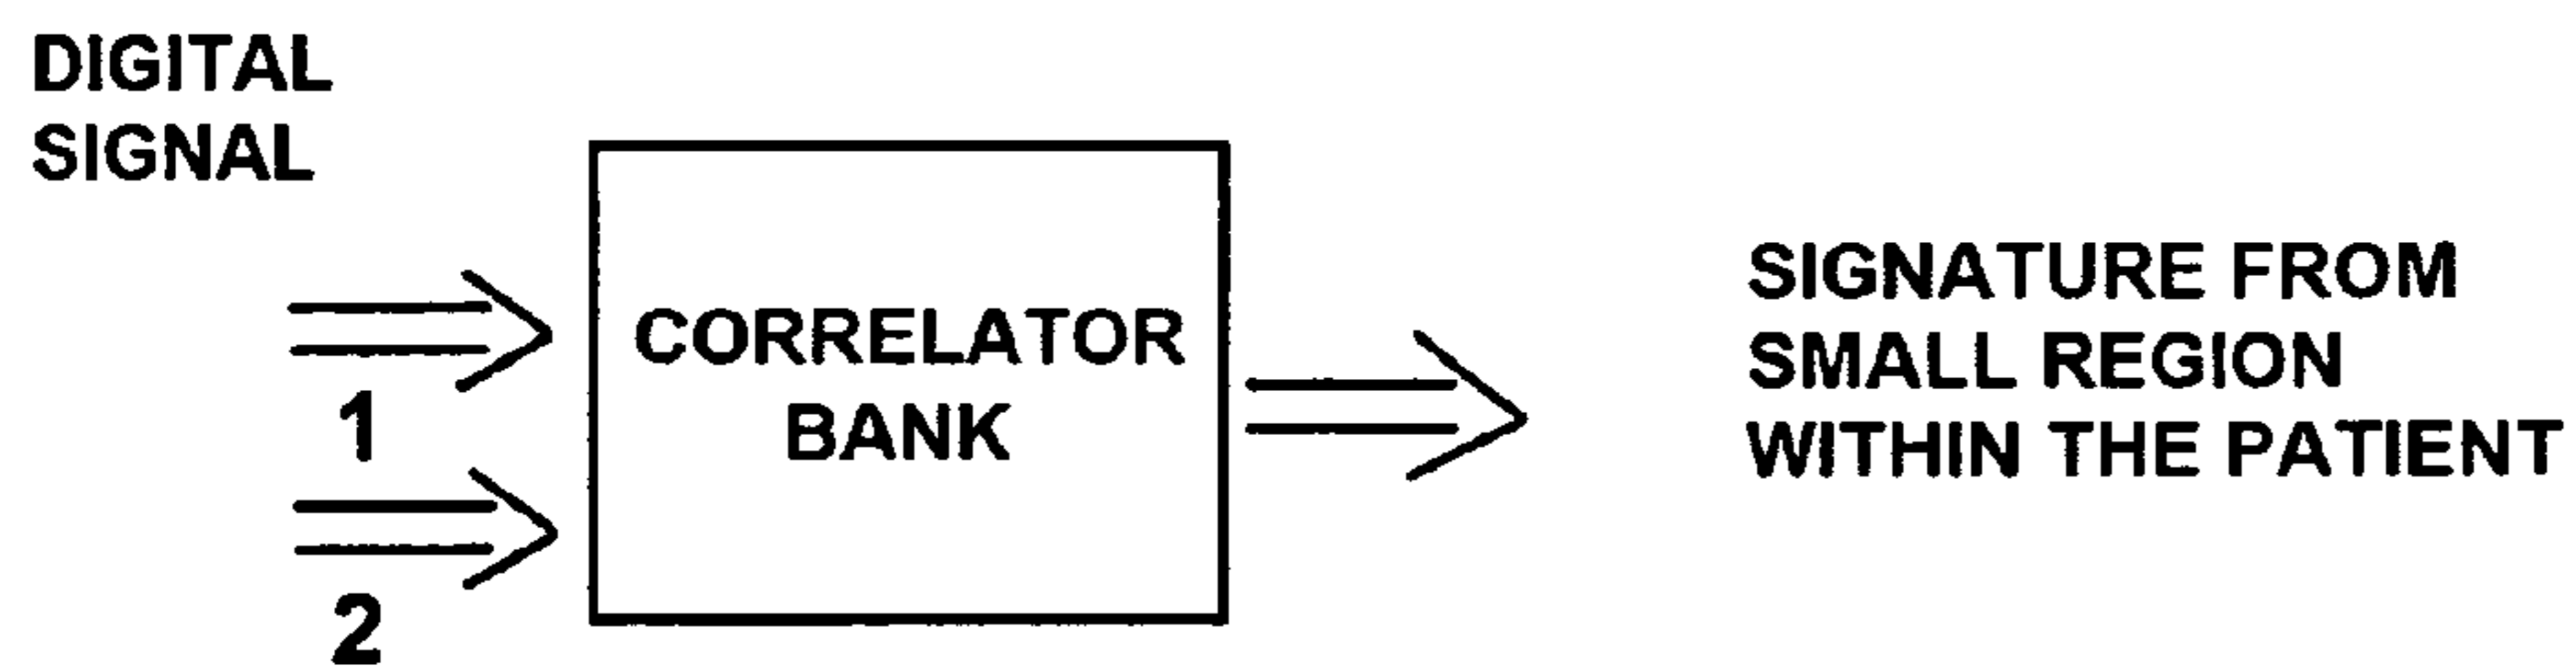 DIGITAL
SIGNAL
1
2
CORRELATOR
BANK
SIGNATURE FROM
SMALL REGION
WITHIN THE PATIENT